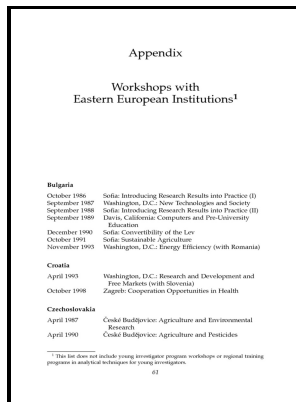 Appendix
Workshops with
Eastern European Institutions¹
Bulgaria
October 1986 Sofia: Introducing Research Results into Practice (I)
September 1987 Washington, D.C.: New Technologies and Society
September 1988 Sofia: Introducing Research Results into Practice (II)
September 1989 Davis, California: Computers and Pre-University
Education
December 1990 Sofia: Convertibility of the Lev
October 1991 Sofia: Sustainable Agriculture
November 1993 Washington, D.C.: Energy Efficiency (with Romania)
Croatia
April 1993 Washington, D.C.: Research and Development and
Free Markets (with Slovenia)
October 1998 Zagreb: Cooperation Opportunities in Health
Czechoslovakia
April 1987 České Budějovice: Agriculture and Environmental
Research
April 1990 České Budějovice: Agriculture and Pesticides
¹ This list does not include young investigator program workshops or regional training
programs in analytical techniques for young investigators.
61